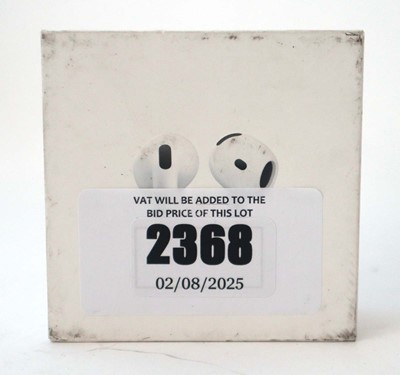 VAT WILL BE ADDED TO THE
BID PRICE OF THIS LOT
2368
02/08/2025